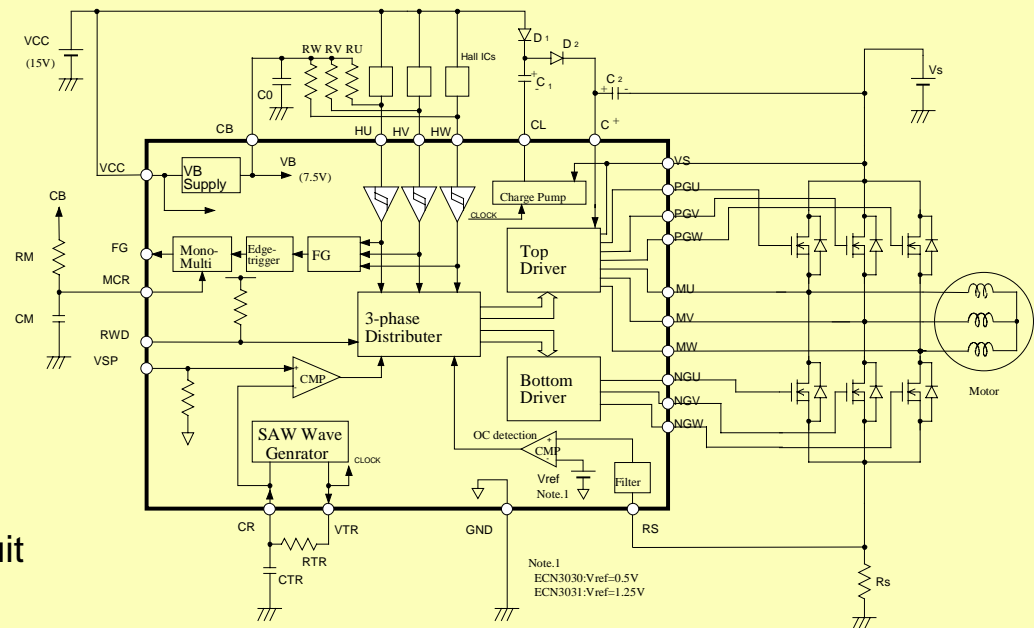 VCC
(15V)
RW RV RU
Hall ICs
D 1
D 2
C 1
+
-
C 2
+
-
Vs
C0
CB
HU
HV
HW
CL
C +
VCC
VB
Supply
VB
(7.5V)
CLOCK
Charge Pump
VS
PGU
PGV
PGW
CB
RM
FG
Mono-
Multi
Edge-
trigger
FG
Top
Driver
MCR
CM
RWD
VSP
3-phase
Distributer
MU
MV
MW
+
-
CMP
Bottom
Driver
NGU
NGV
NGW
Motor
SAW Wave
Genrator
CLOCK
OC detection
+
-
CMP
Vref
Note.1
Filter
CR
VTR
GND
RS
RTR
CTR
uit
Note.1
ECN3030:Vref=0.5V
ECN3031:Vref=1.25V
Rs